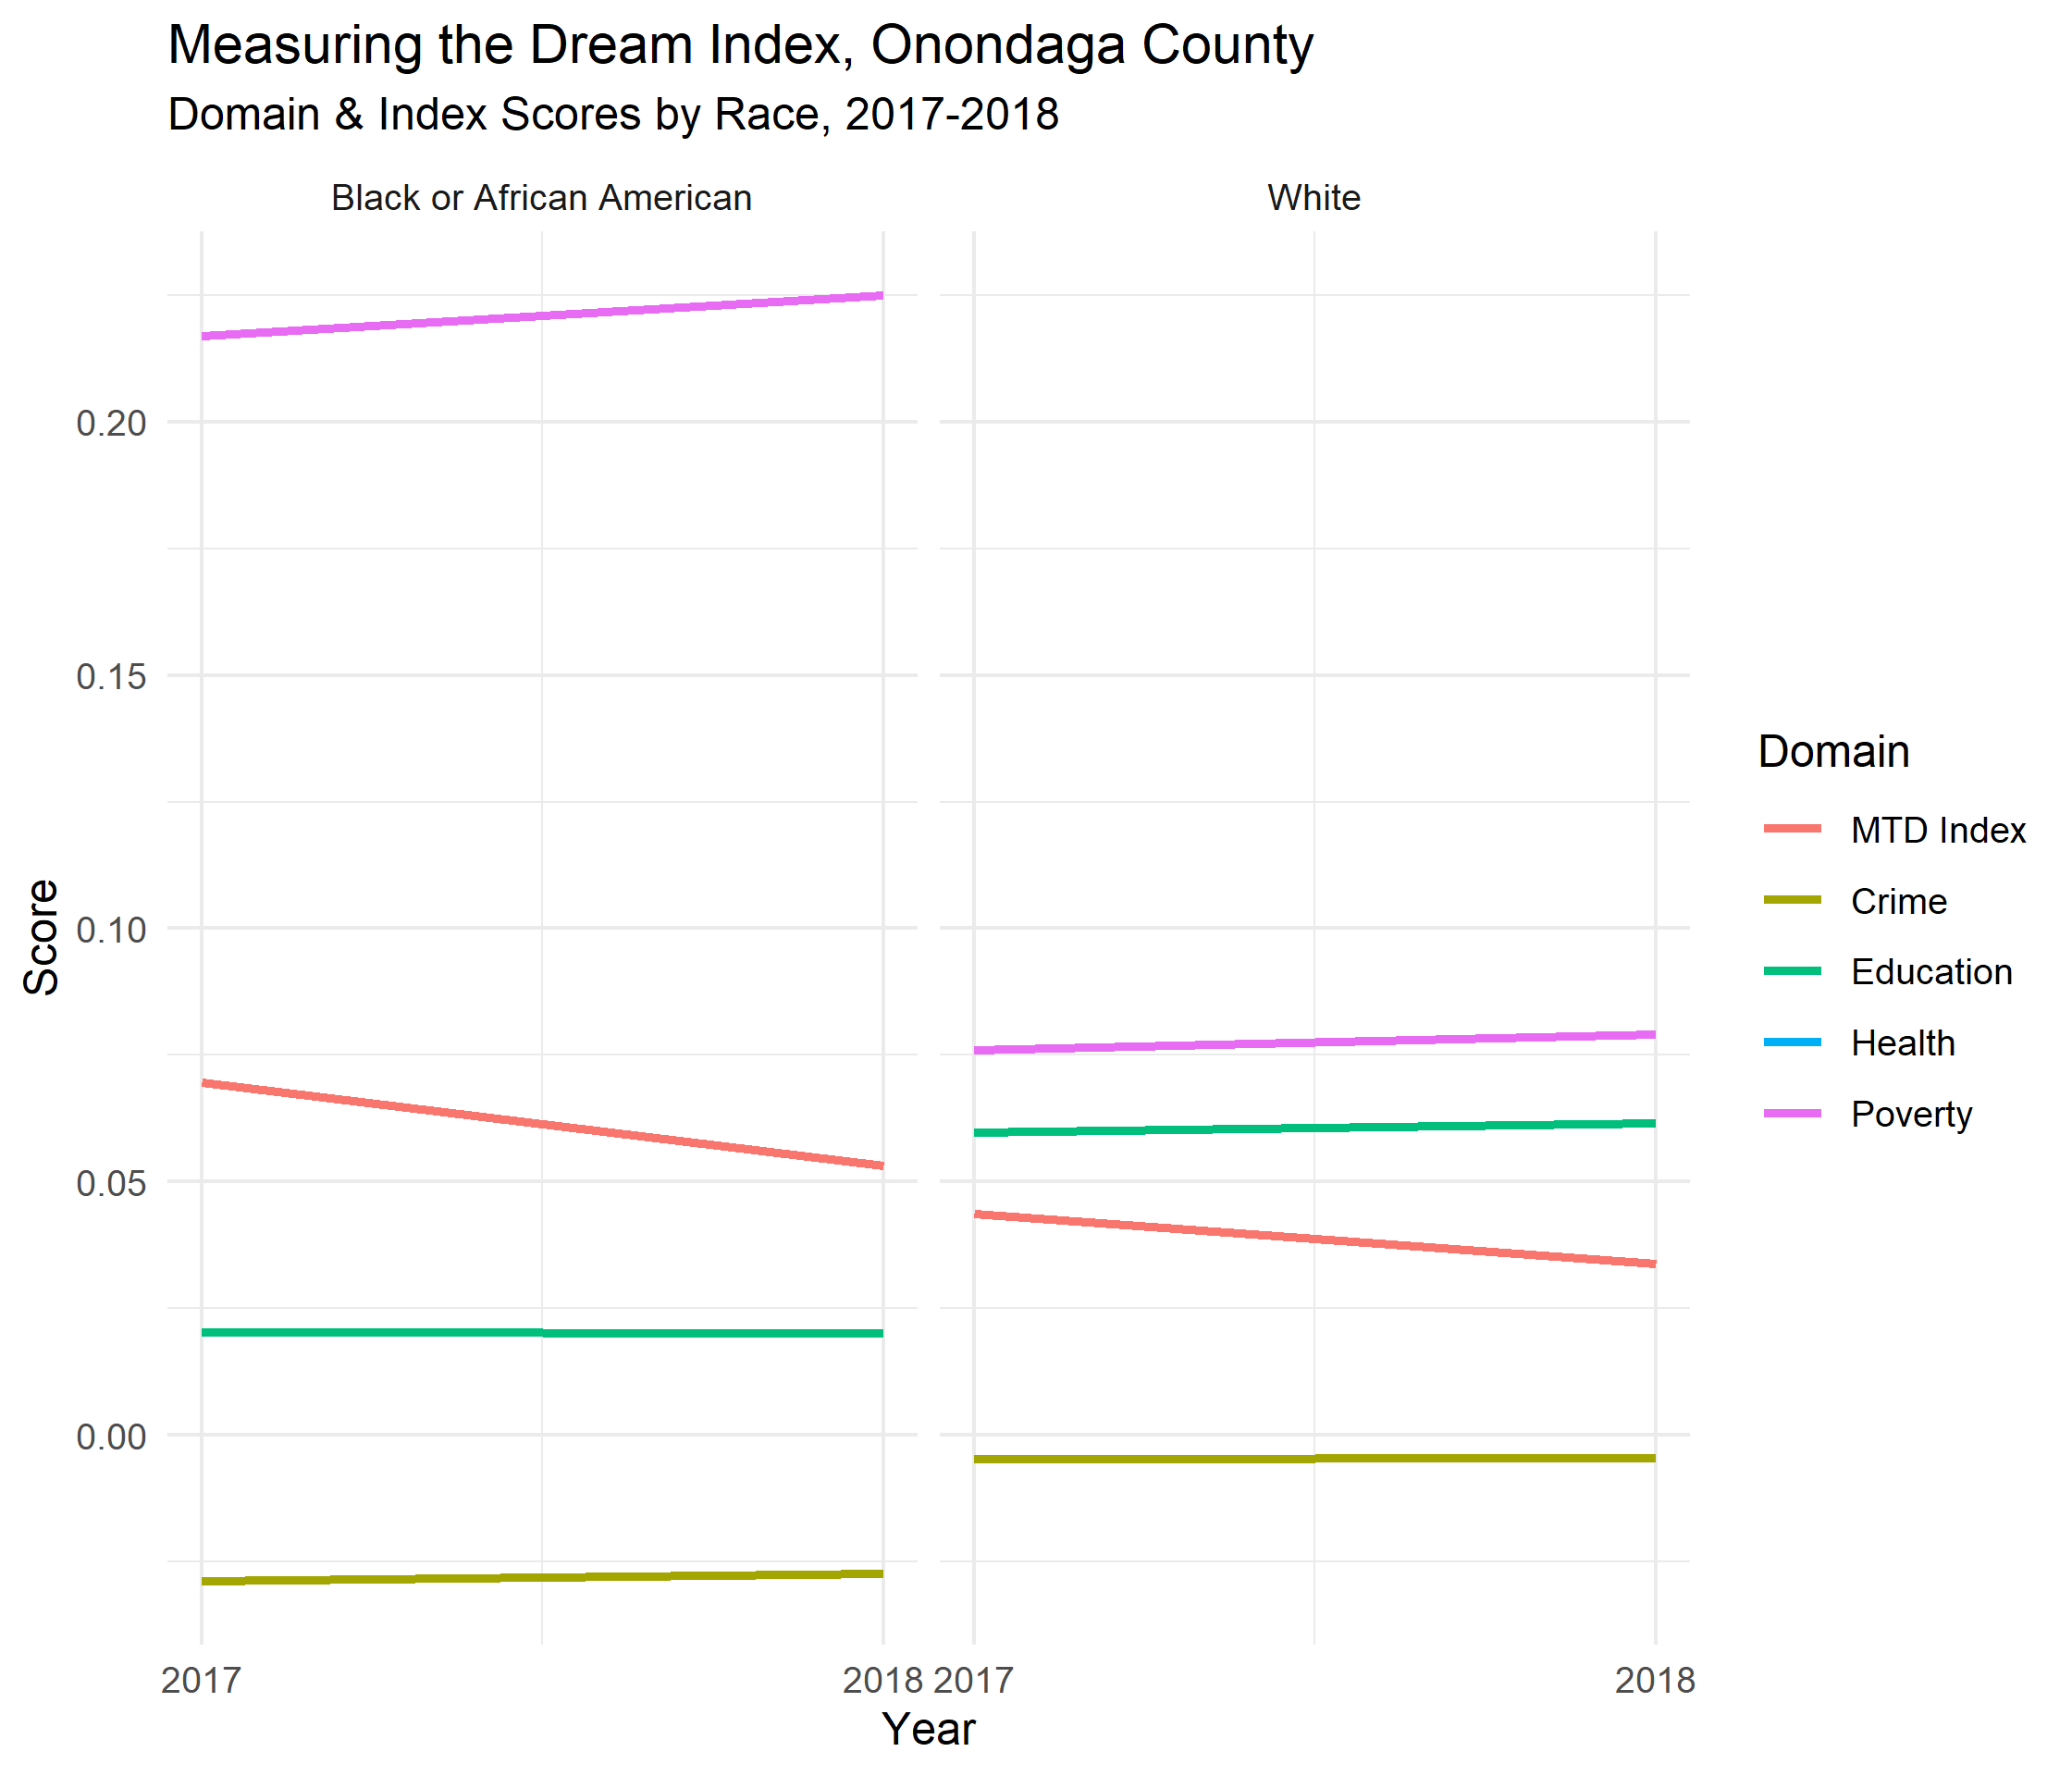 Measuring the Dream Index, Onondaga County
Domain & Index Scores by Race, 2017-2018
Black or African American
White
0.20
0.15
0.10
0.05
0.00
Score
2017
2018
2017
2018
Year
Domain
MTD Index
Crime
Education
Health
Poverty